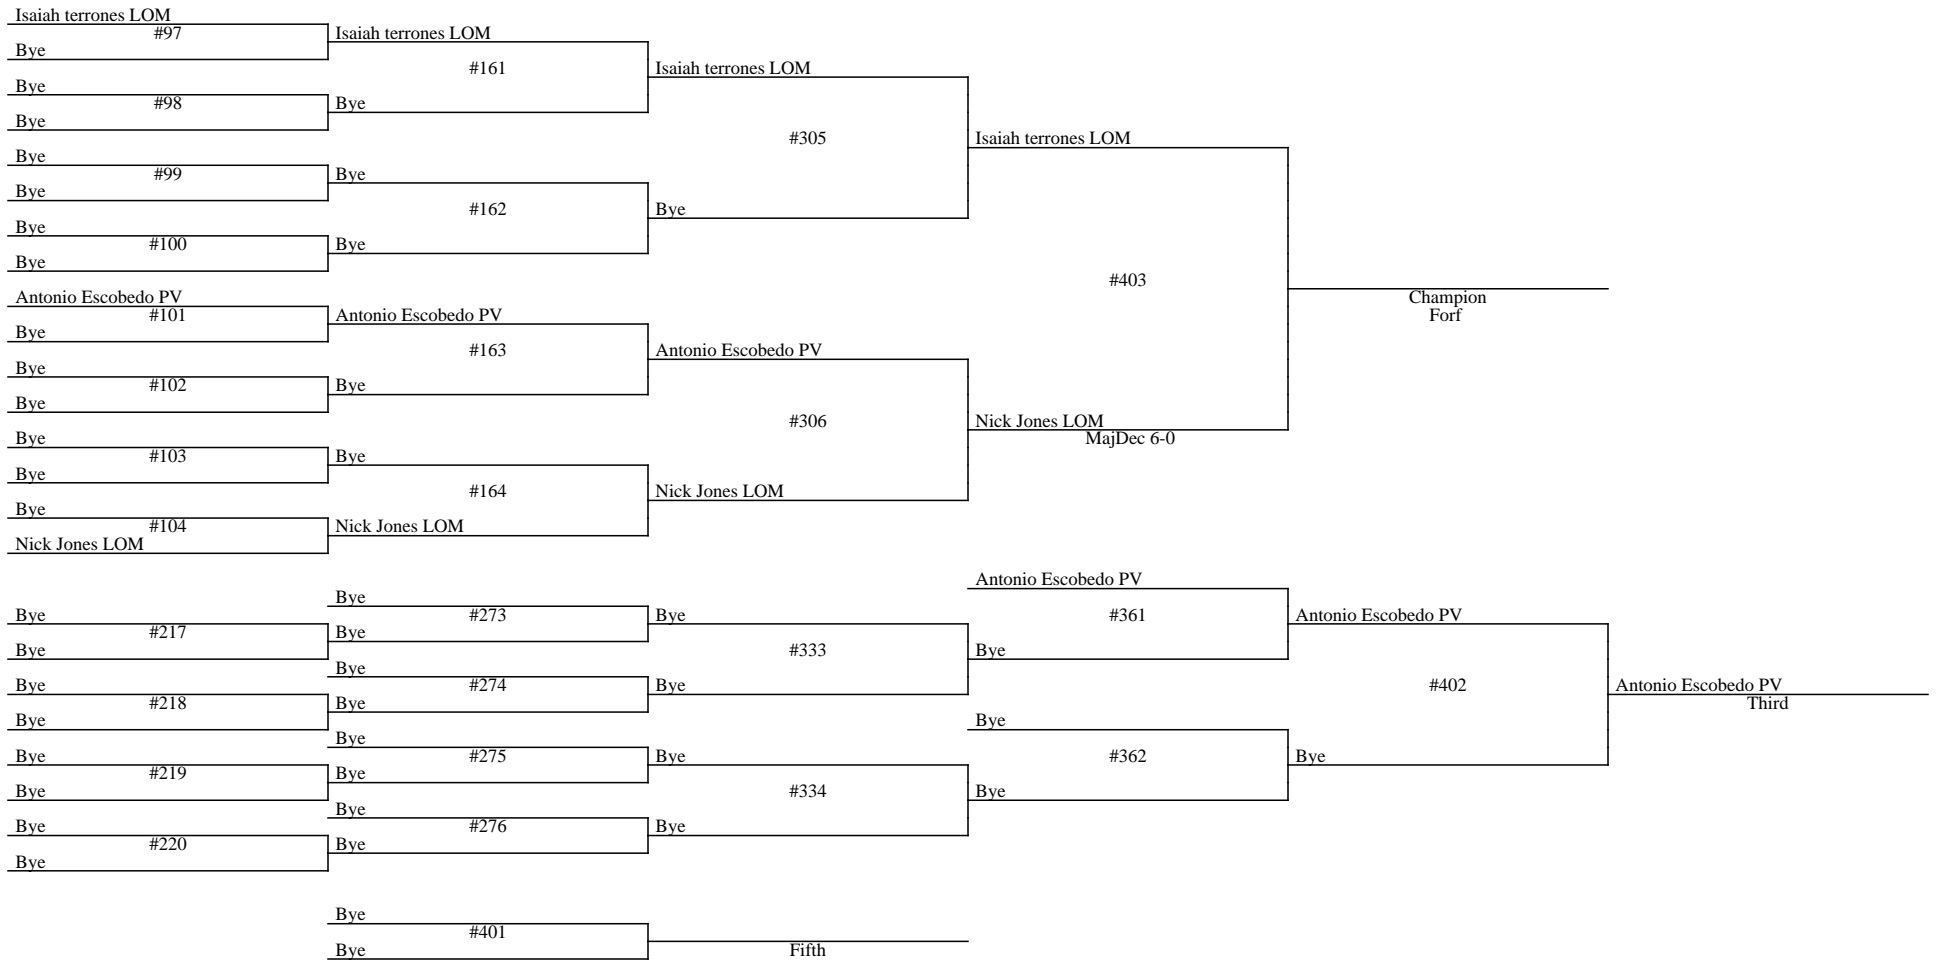 Isaiah terrones LOM
#97
Bye
Isaiah terrones LOM
#161
Bye
#98
Bye
Bye
Isaiah terrones LOM
#305
Bye
#99
Bye
Bye
#162
Bye
#100
Bye
Bye
Bye
Isaiah terrones LOM
#403
Antonio Escobedo PV
#101
Bye
Antonio Escobedo PV
#163
Bye
#102
Bye
Bye
Antonio Escobedo PV
#306
Bye
#103
Bye
Bye
#164
Bye
#104
Nick Jones LOM
Nick Jones LOM
Nick Jones LOM
Nick Jones LOM
MajDec 6-0
Champion
Forf
Bye
#217
Bye
Bye
#273
Bye
Bye
#218
Bye
Bye
#274
Bye
Bye
#333
Bye
Bye
#219
Bye
Bye
#275
Bye
Bye
#220
Bye
Bye
#276
Bye
Bye
#334
Bye
Antonio Escobedo PV
#361
Bye
Bye
#362
Bye
Antonio Escobedo PV
#402
Bye
Antonio Escobedo PV
Third
Bye
#401
Bye
Fifth